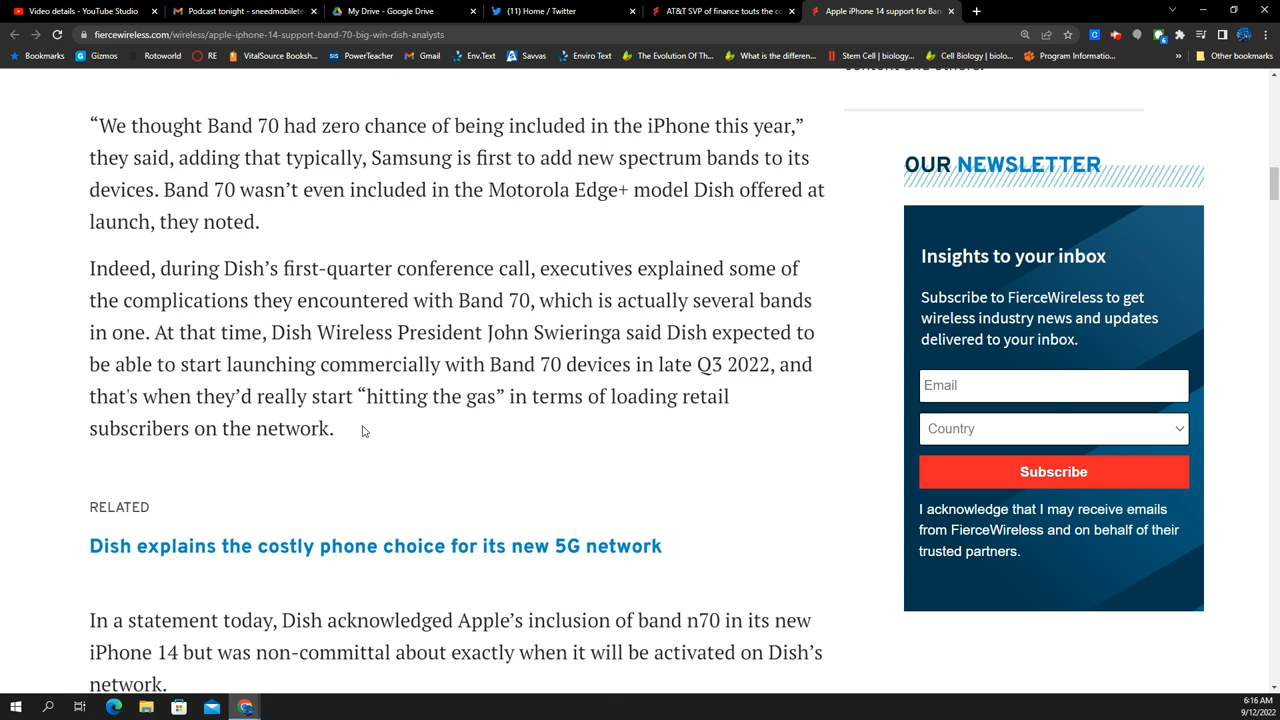 Video details - YouTube Studio
Podcast tonight - sneedmobilete
My Drive - Google Drive
(11) Home / Twitter
AT&T SVP of finance touts the co
Apple iPhone 14 support for Ban
fiercewireless.com/wireless/apple-iphone-14-support-band-70-big-win-dish-analysts
Bookmarks
Gizmos
Rotoworld
RE
VitalSource Booksh...
PowerTeacher
Gmail
Env.Text
Savvas
Enviro Text
The Evolution Of Th...
What is the differen...
Stem Cell | biology...
Cell Biology | biolo...
Program Informatio...
»
Other bookmarks
content and others.
“We thought Band 70 had zero chance of being included in the iPhone this year,”
they said, adding that typically, Samsung is first to add new spectrum bands to its
devices. Band 70 wasn’t even included in the Motorola Edge+ model Dish offered at
launch, they noted.
Indeed, during Dish’s first-quarter conference call, executives explained some of
the complications they encountered with Band 70, which is actually several bands
in one. At that time, Dish Wireless President John Swieringa said Dish expected to
be able to start launching commercially with Band 70 devices in late Q3 2022, and
that's when they’d really start “hitting the gas” in terms of loading retail
subscribers on the network.
RELATED
Dish explains the costly phone choice for its new 5G network
In a statement today, Dish acknowledged Apple’s inclusion of band n70 in its new
iPhone 14 but was non-committal about exactly when it will be activated on Dish’s
network.
OUR NEWSLETTER
Insights to your inbox
Subscribe to FierceWireless to get
wireless industry news and updates
delivered to your inbox.
Email
Country
Subscribe
I acknowledge that I may receive emails
from FierceWireless and on behalf of their
trusted partners.
6:16 AM
9/12/2022